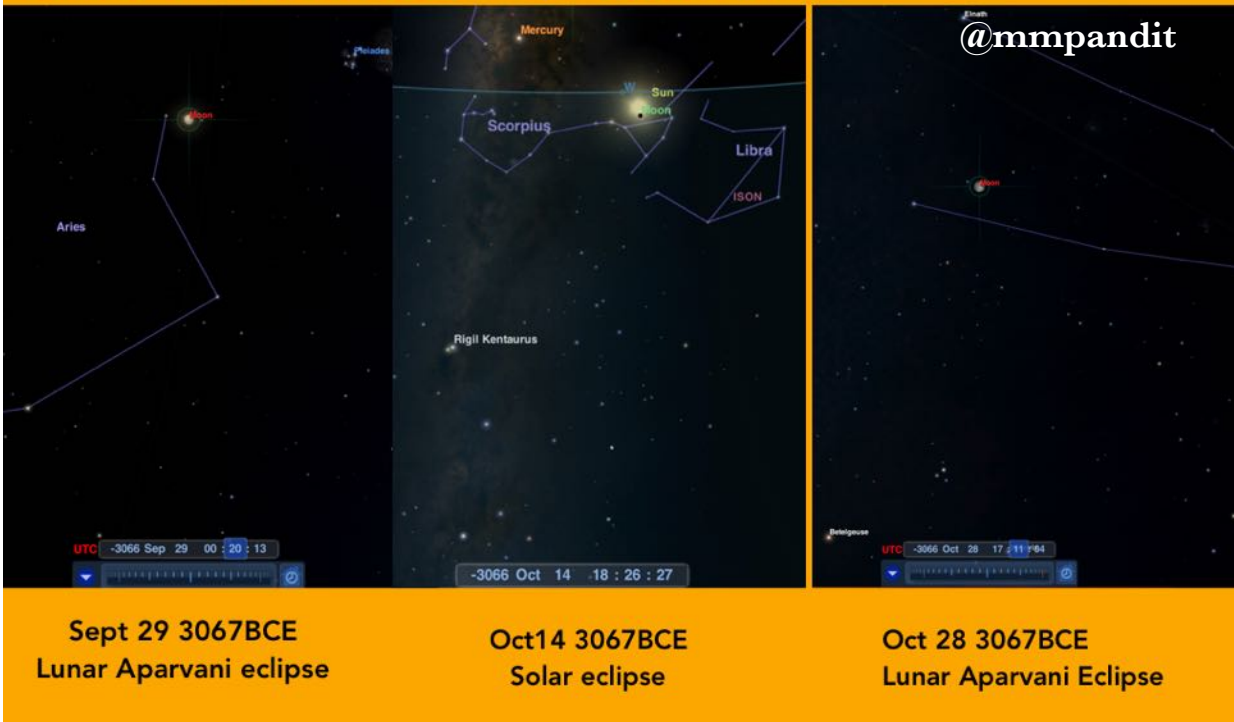 @mmpandit
Pleiades
Moon
Aries
UTC -3066 Sep 29 00 : 20 : 13
Mercury
W
Sun
Moon
Scorpius
Libra
ISON
Rigil Kentaurus
-3066 Oct 14 18 : 26 : 27
Elnath
Moon
Betelgeuse
UTC -3066 Oct 28 17 : 11
Sept 29 3067BCE
Lunar Aparvani eclipse
Oct14 3067BCE
Solar eclipse
Oct 28 3067BCE
Lunar Aparvani Eclipse